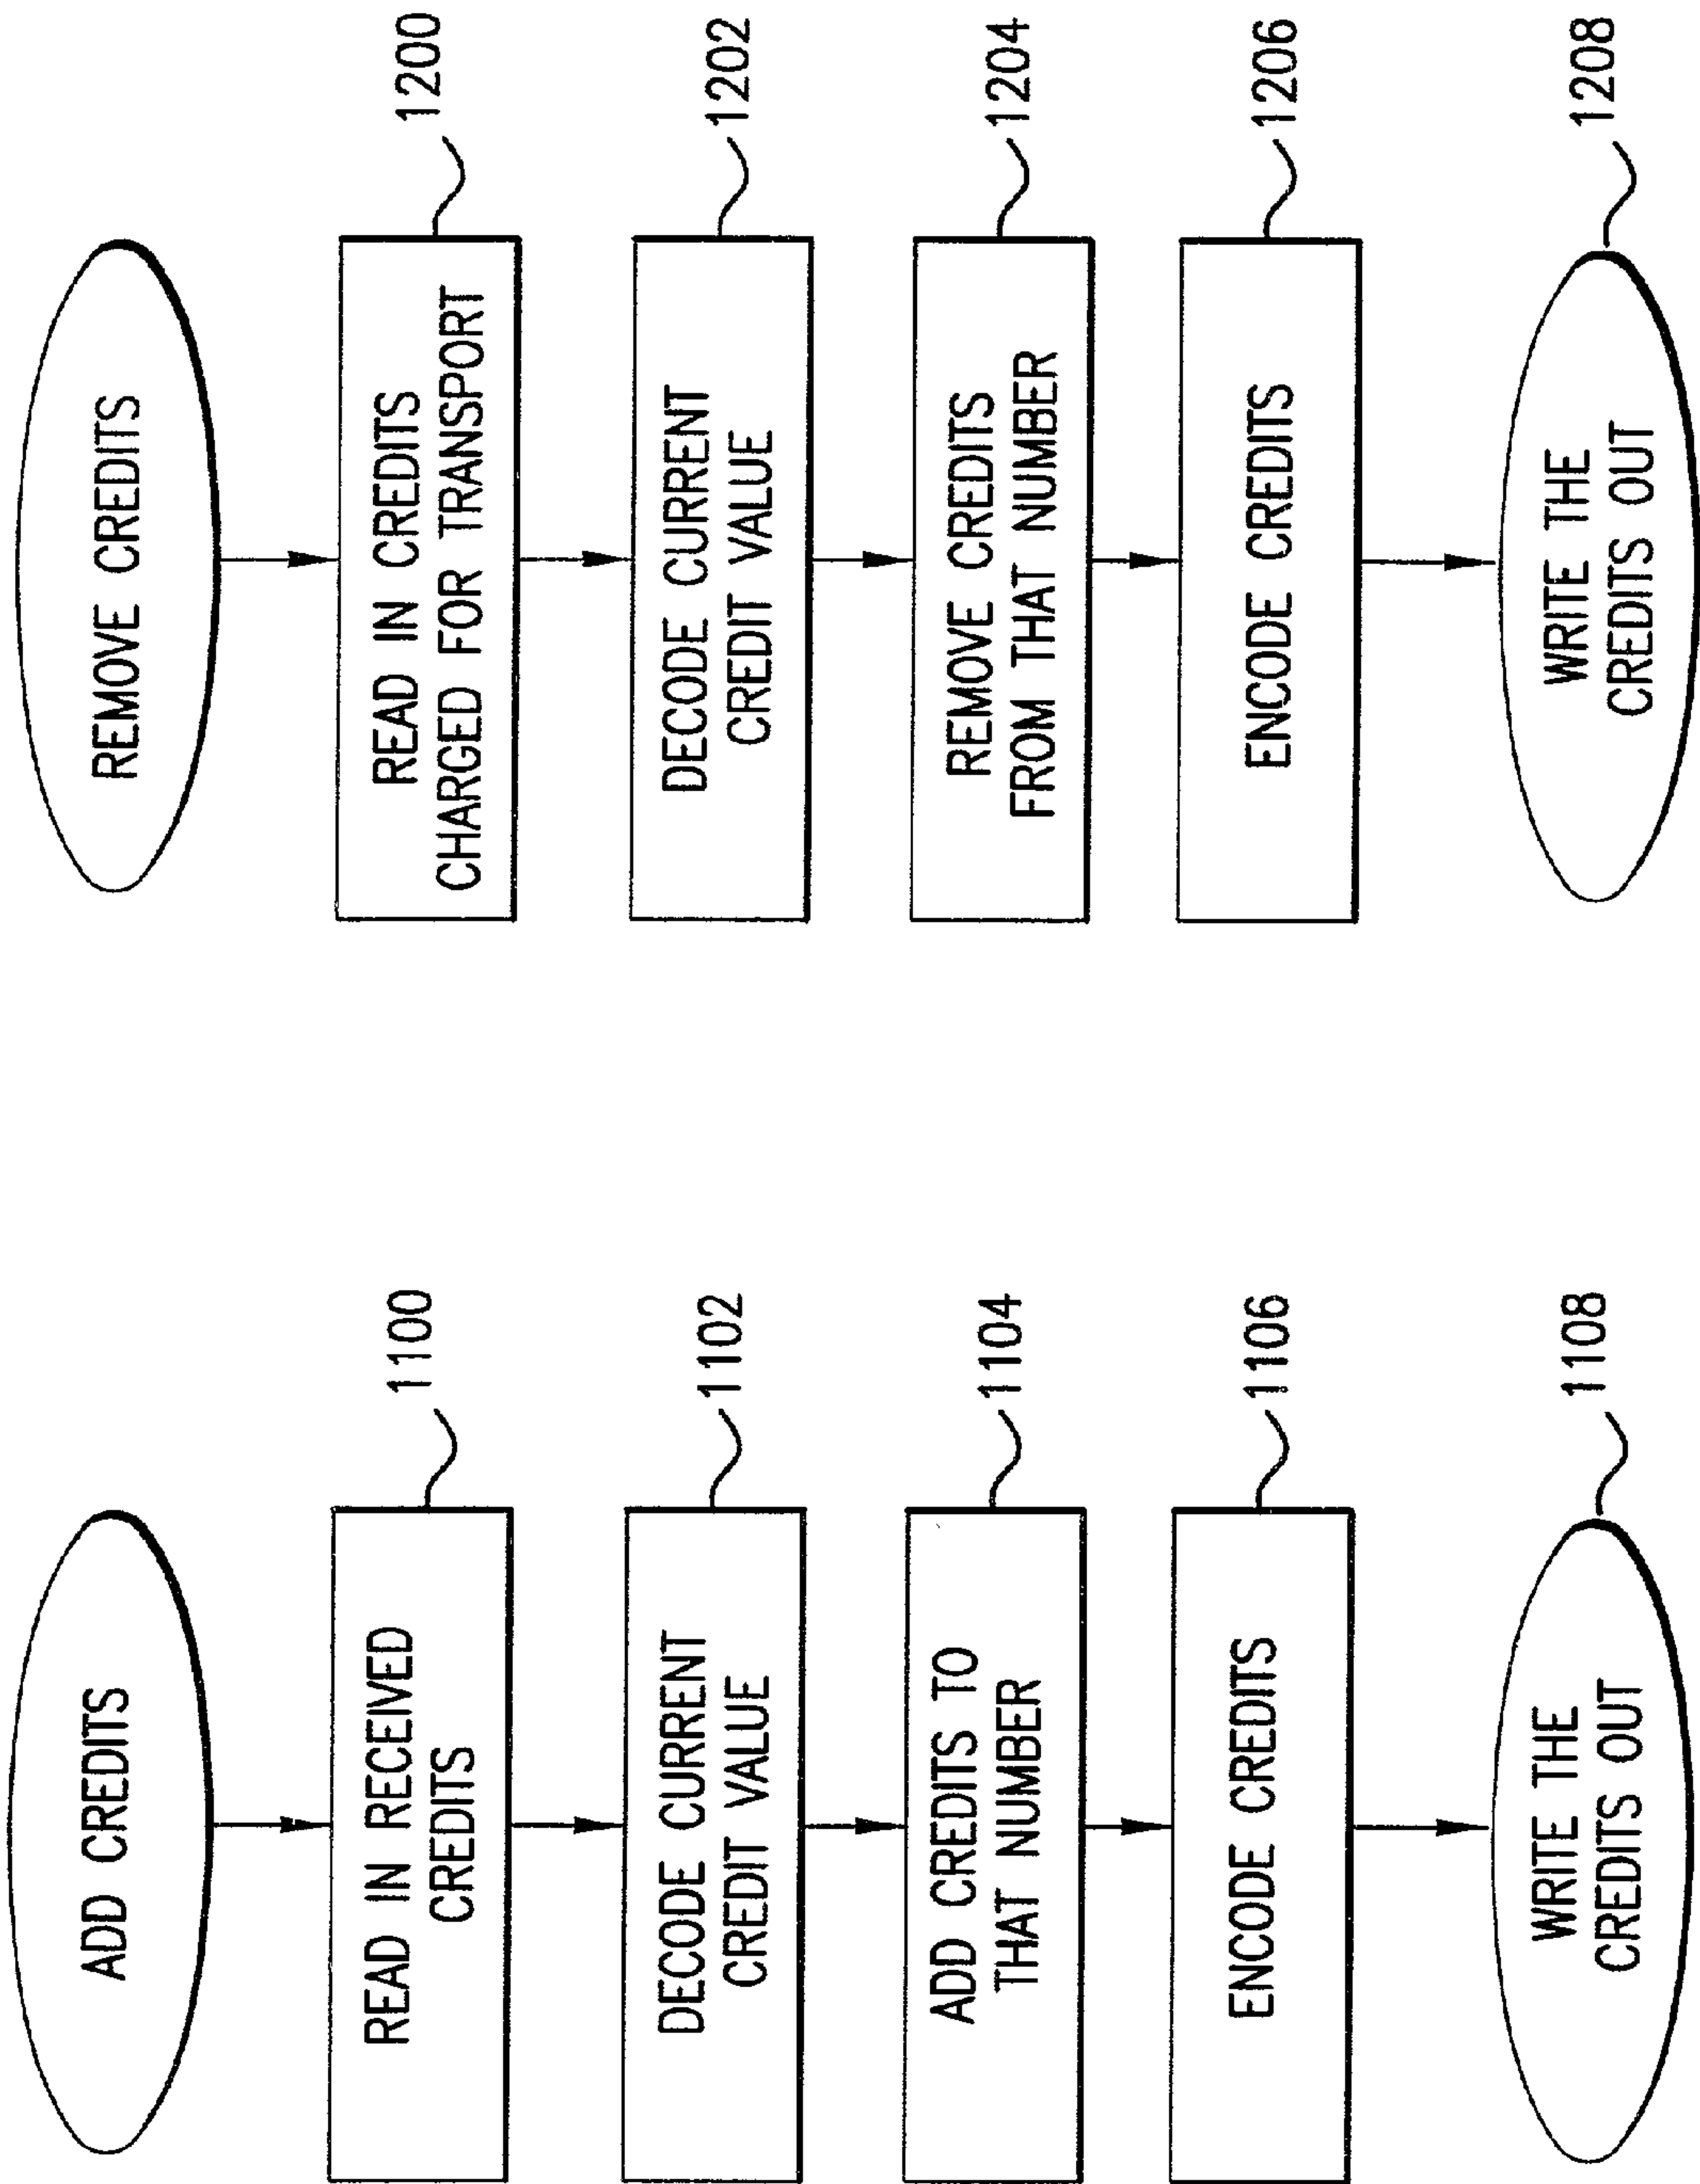 ADD CREDITS
READ IN RECEIVED
CREDITS
1100
DECODE CURRENT
CREDIT VALUE
1102
ADD CREDITS TO
THAT NUMBER
1104
ENCODE CREDITS
1106
WRITE THE
CREDITS OUT
1108
REMOVE CREDITS
READ IN CREDITS
CHARGED FOR TRANSPORT
1200
DECODE CURRENT
CREDIT VALUE
1202
REMOVE CREDITS
FROM THAT NUMBER
1204
ENCODE CREDITS
1206
WRITE THE
CREDITS OUT
1208